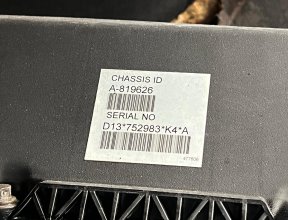 CHASSIS ID
A-819626
SERIAL NO
D13*752983*K4*A